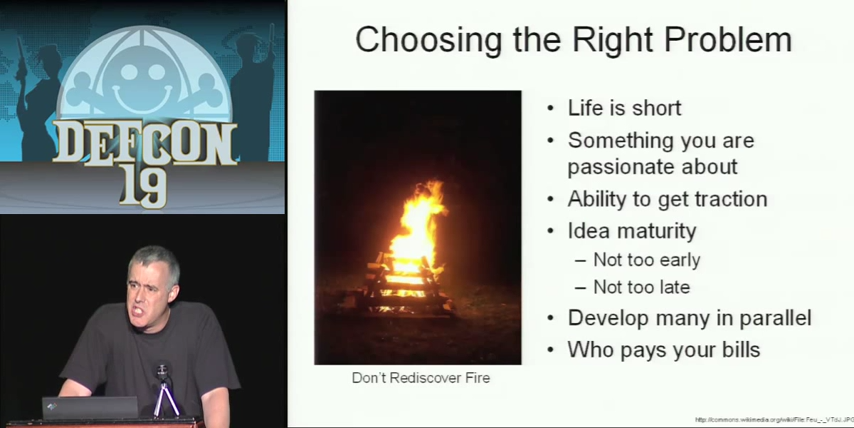 DEFCON
19
Choosing the Right Problem
• Life is short
• Something you are
passionate about
• Ability to get traction
• Idea maturity
– Not too early
– Not too late
• Develop many in parallel
• Who pays your bills
Don't Rediscover Fire